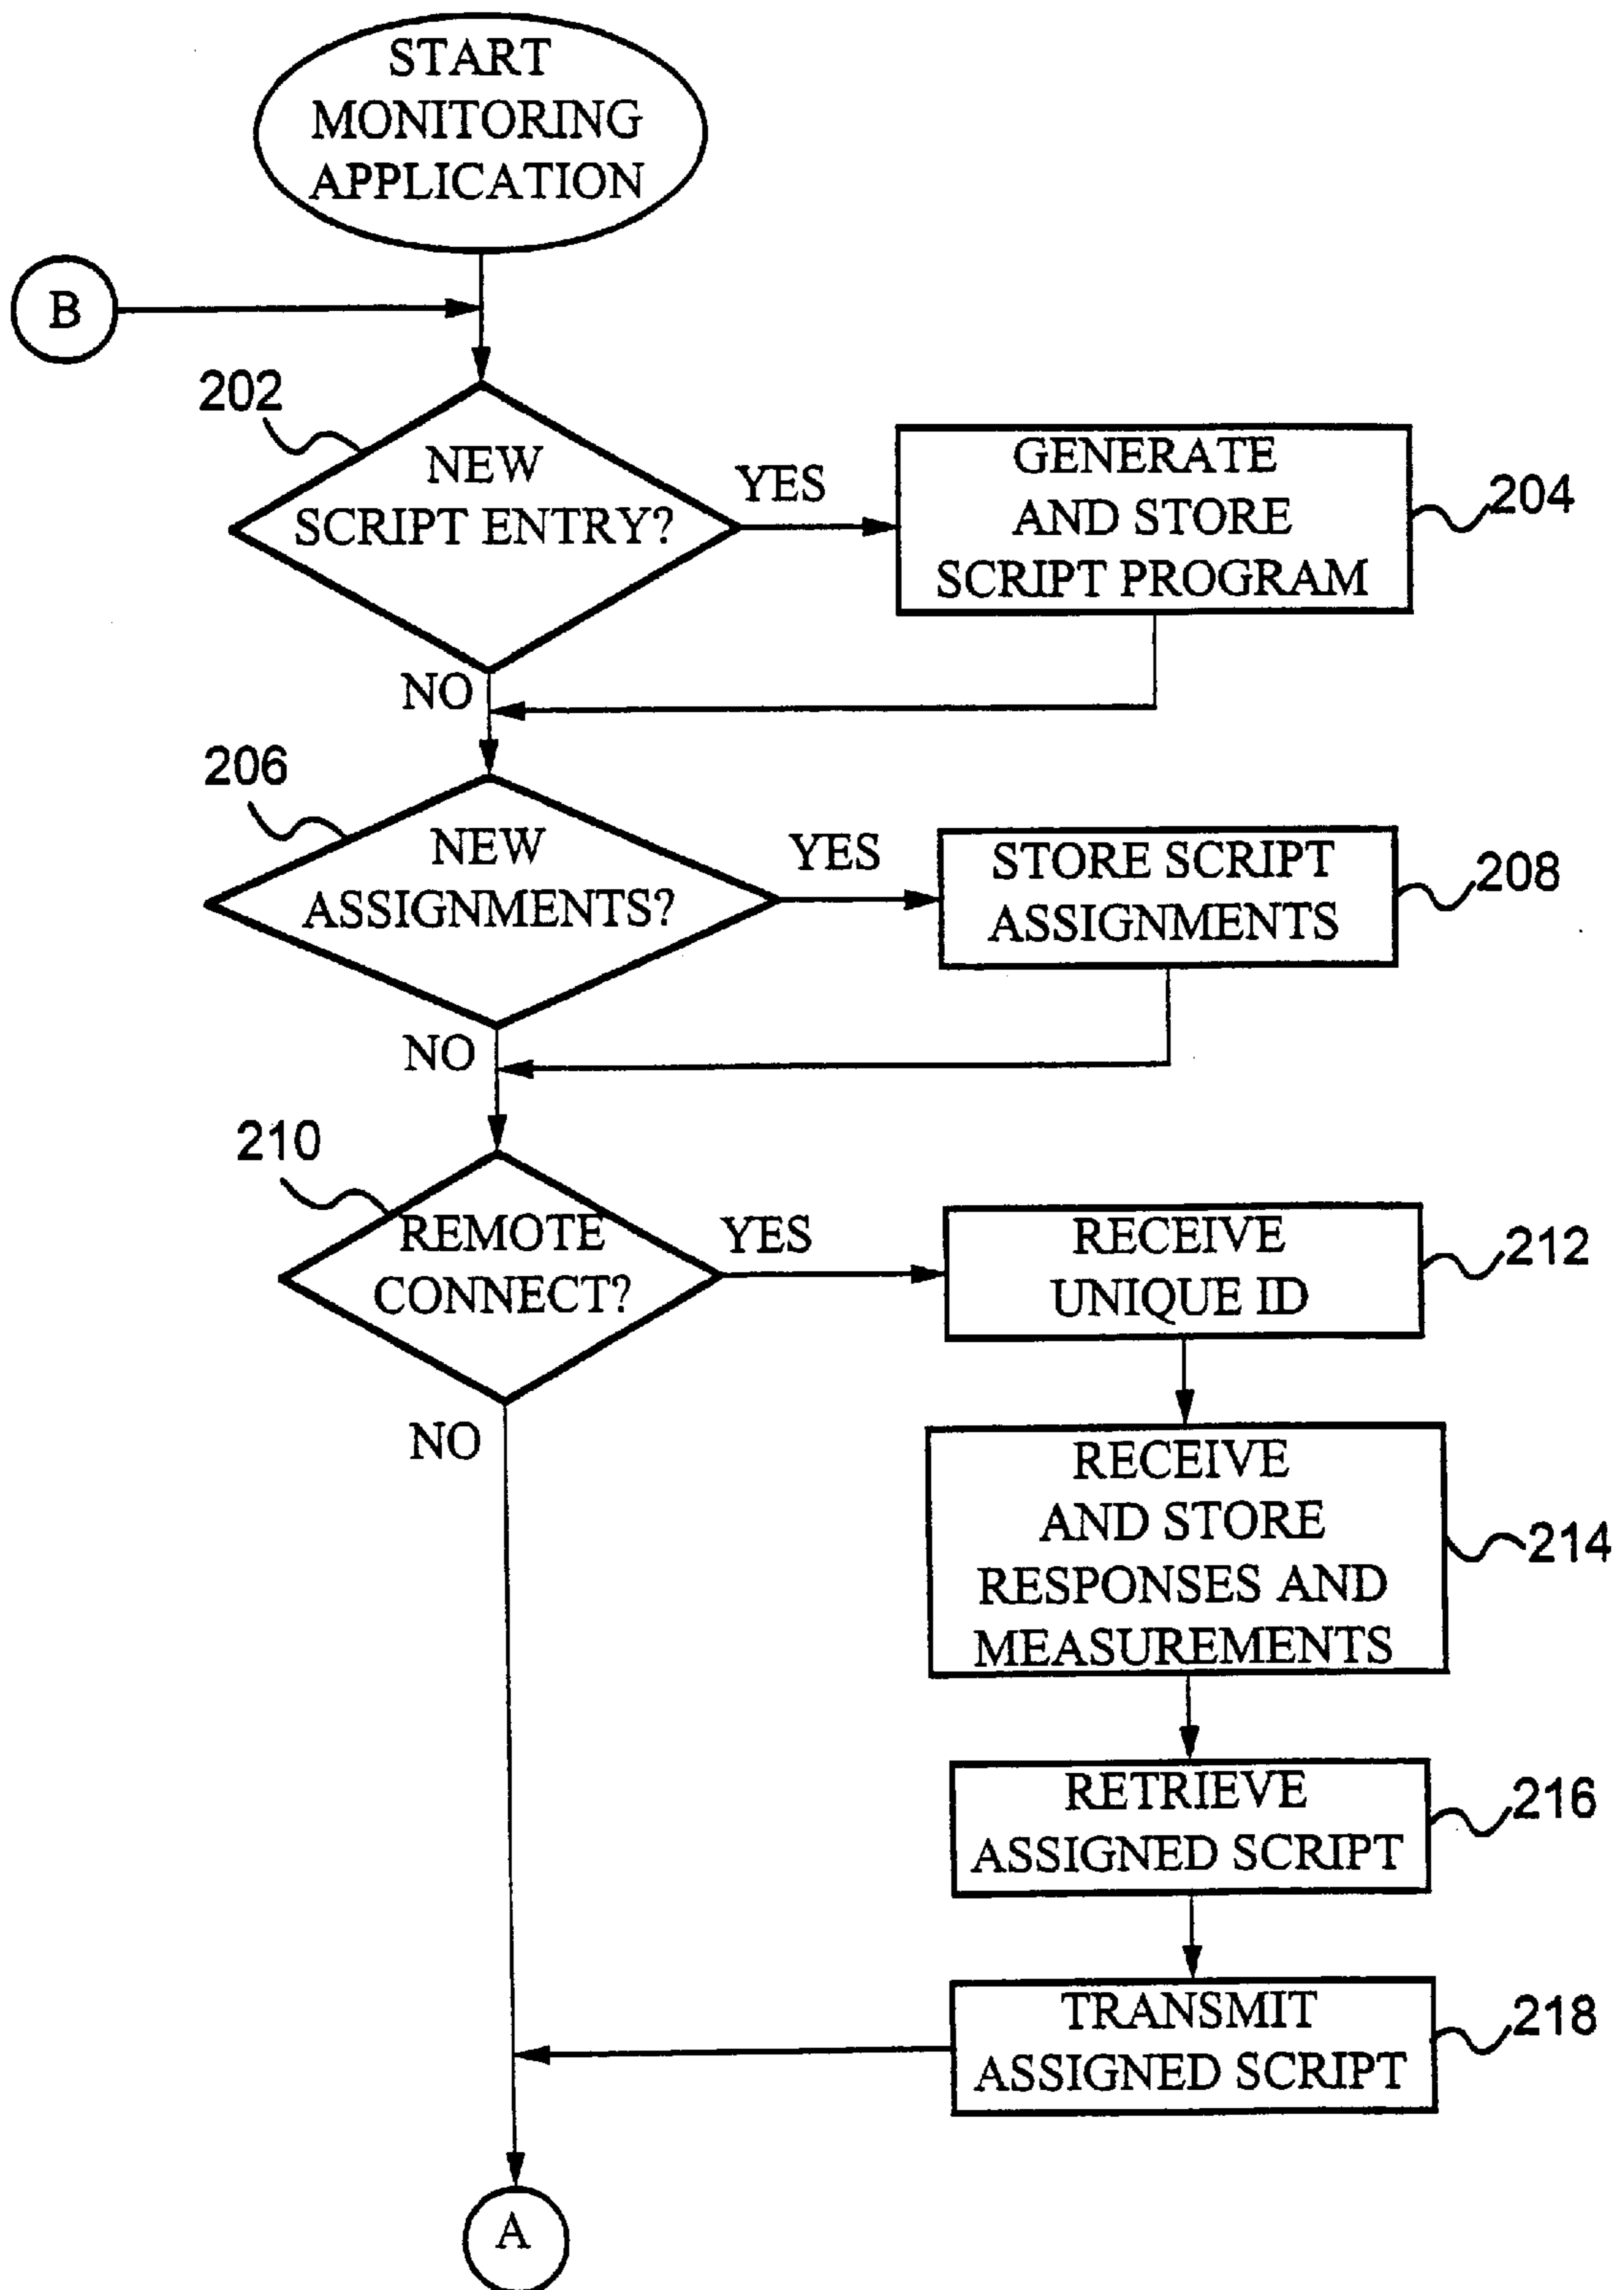 START
MONITORING
APPLICATION
B
202
NEW
SCRIPT ENTRY?
YES
GENERATE
AND STORE
SCRIPT PROGRAM
204
NO
206
NEW
ASSIGNMENTS?
YES
STORE SCRIPT
ASSIGNMENTS
208
NO
210
REMOTE
CONNECT?
YES
RECEIVE
UNIQUE ID
212
NO
RECEIVE
AND STORE
RESPONSES AND
MEASUREMENTS
214
RETRIEVE
ASSIGNED SCRIPT
216
TRANSMIT
ASSIGNED SCRIPT
218
A